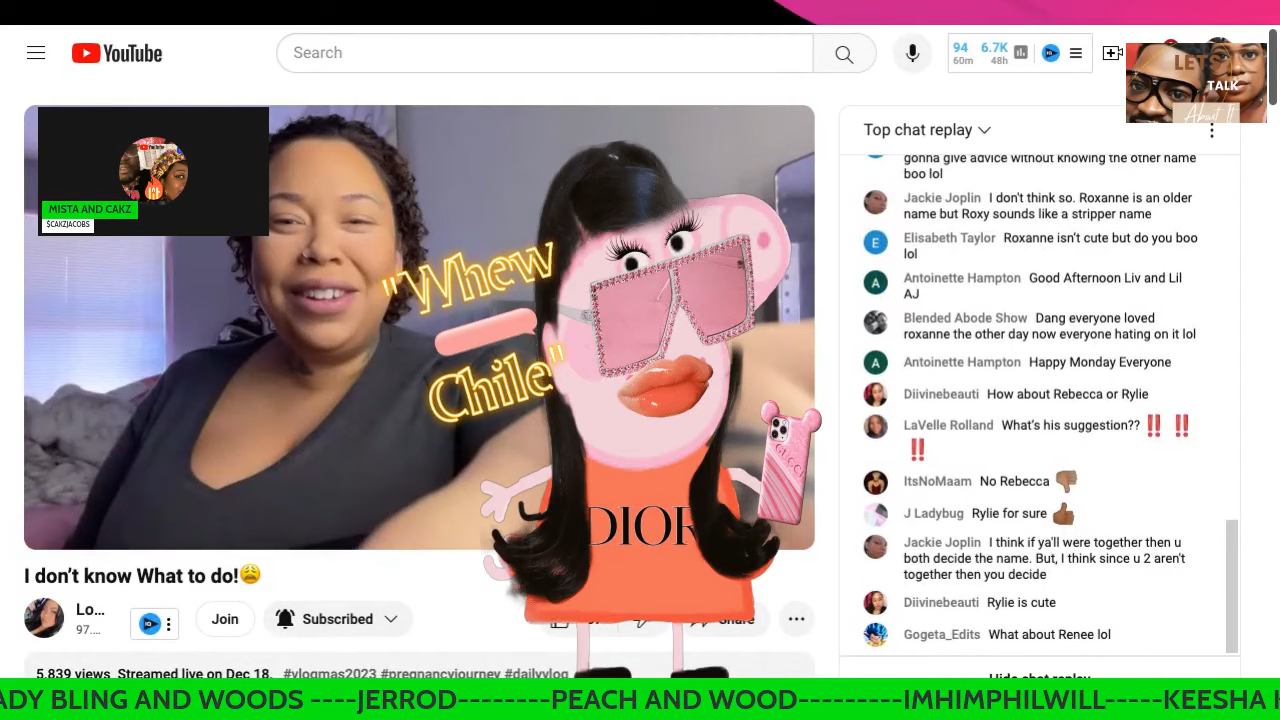 YouTube
Search
94
60m
6.7K
48h
LETS
TALK
About It
MISTA AND CAKZ
$CAKZJACOBS
"Whew
Chile"
GUCCI
DIOR
I don't know What to do!😩
Lo...
97....
Join
Subscribed
Share
5,839 views Streamed live on Dec 18, #vlogmas2023 #pregnancyjourney #dailyvlog
Top chat replay
gonna give advice without knowing the other name
boo lol
Jackie Joplin I don't think so. Roxanne is an older
name but Roxy sounds like a stripper name
E
Elisabeth Taylor Roxanne isn't cute but do you boo
lol
A
Antoinette Hampton Good Afternoon Liv and Lil
AJ
Blended Abode Show Dang everyone loved
roxanne the other day now everyone hating on it lol
A
Antoinette Hampton Happy Monday Everyone
Diivinebeauti How about Rebecca or Rylie
LaVelle Rolland What's his suggestion?? ‼️ ‼️
‼️
ItsNoMaam No Rebecca 👎🏽
J Ladybug Rylie for sure 👍🏾
Jackie Joplin I think if ya'll were together then u
both decide the name. But, I think since u 2 aren't
together then you decide
Diivinebeauti Rylie is cute
Gogeta_Edits What about Renee lol
Hide chat replay
ADY BLING AND WOODS ----JERROD--------PEACH AND WOOD---------IMHIMPHILWILL-----KEESHA